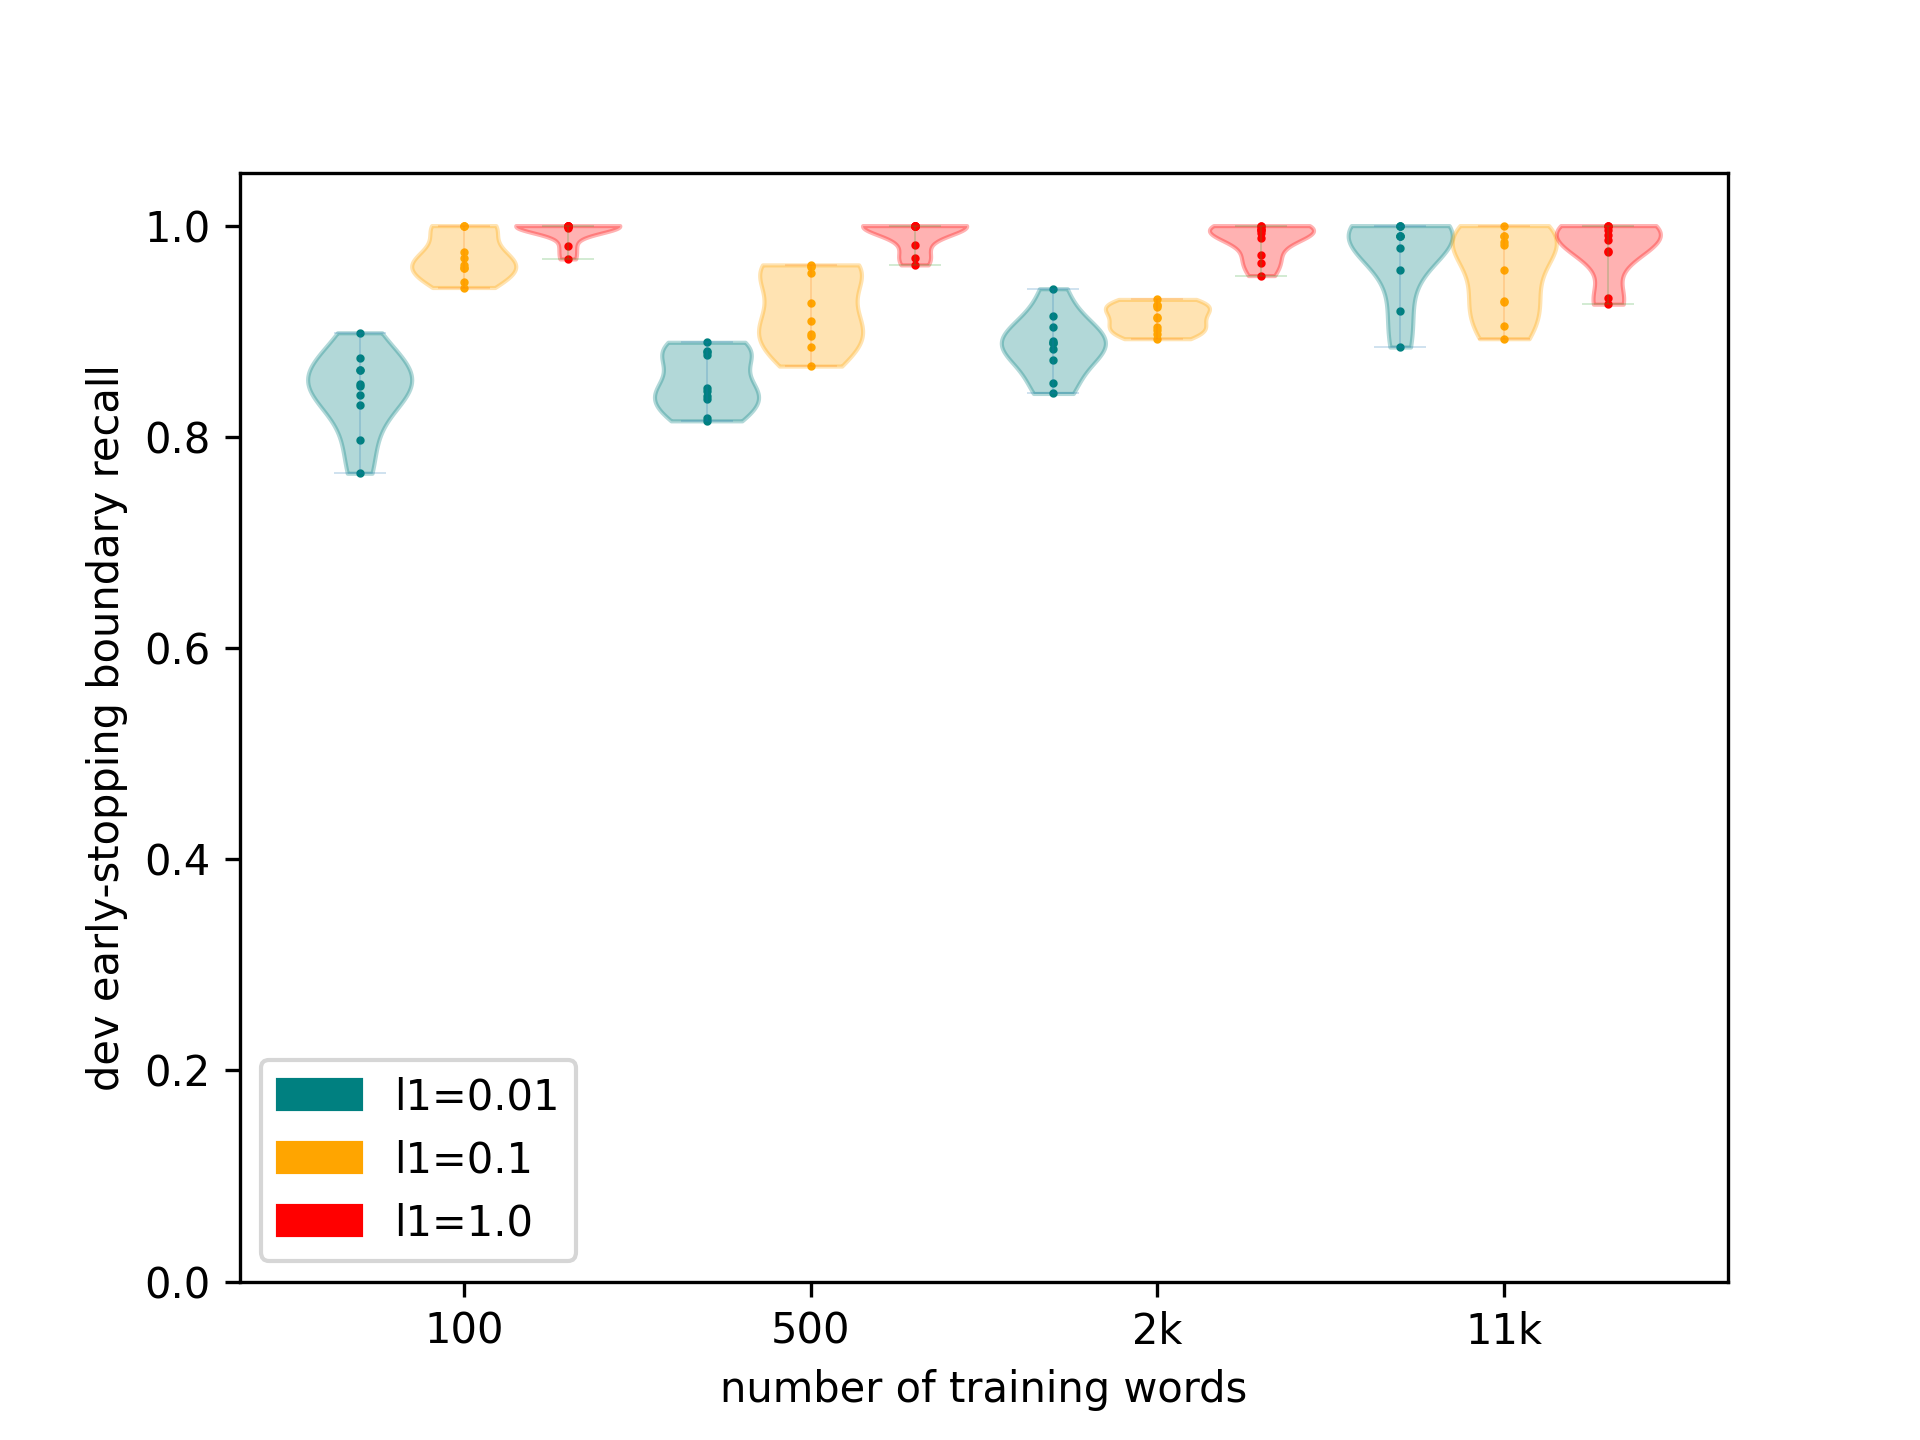 1.0
0.8
0.6
0.4
0.2
0.0
dev early-stopping boundary recall
l1=0.01
l1=0.1
l1=1.0
100 500 2k 11k
number of training words